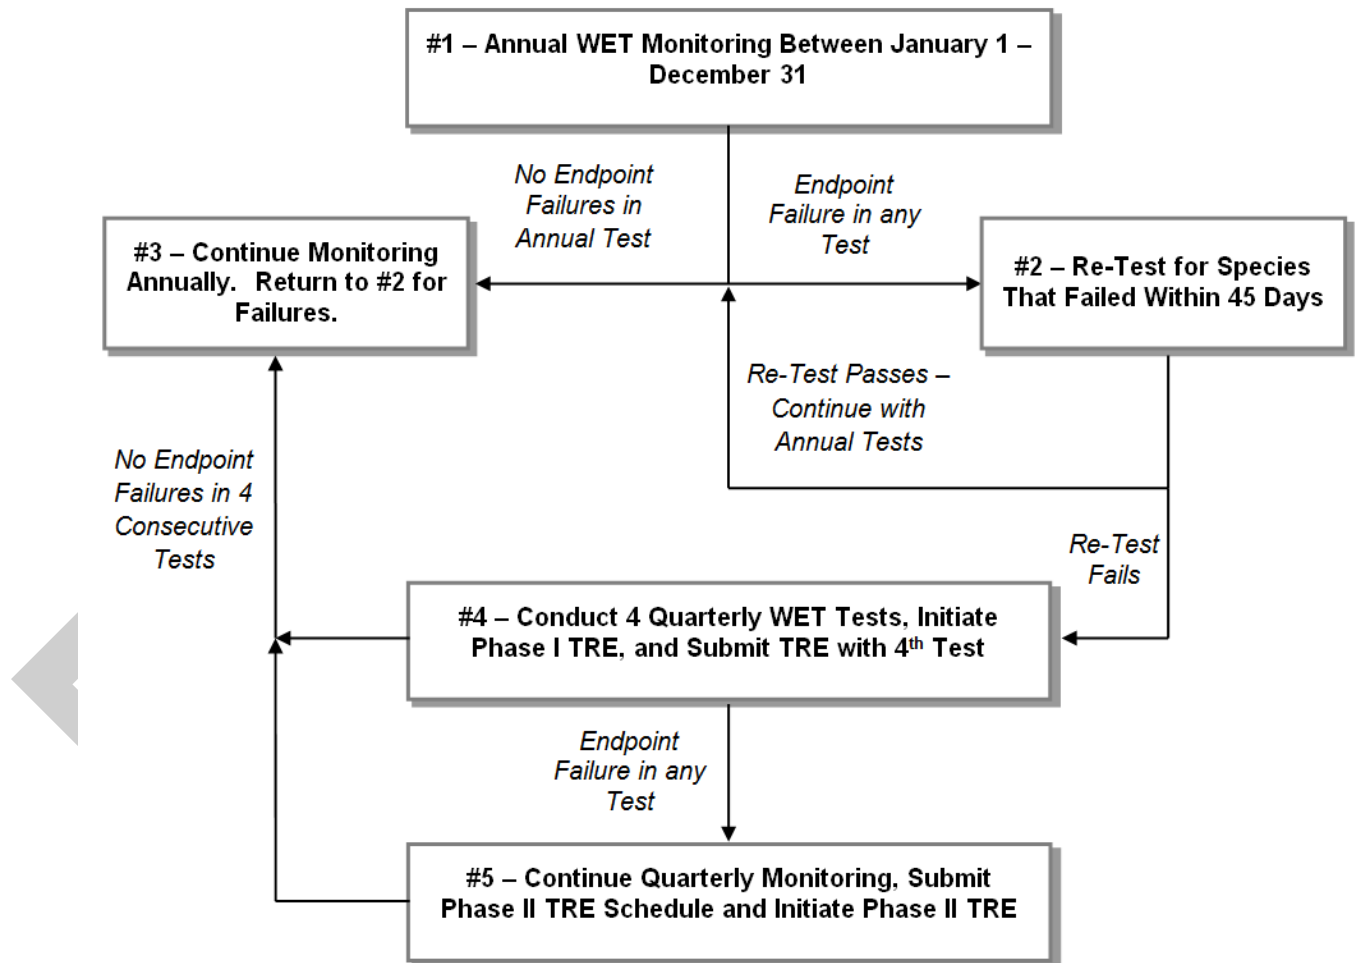 #1 – Annual WET Monitoring Between January 1 –
December 31
No Endpoint
Failures in
Annual Test
Endpoint
Failure in any
Test
#3 – Continue Monitoring
Annually.  Return to #2 for
Failures.
#2 – Re-Test for Species
That Failed Within 45 Days
Re-Test Passes –
Continue with
Annual Tests
No Endpoint
Failures in 4
Consecutive
Tests
Re-Test
Fails
#4 – Conduct 4 Quarterly WET Tests, Initiate
Phase I TRE, and Submit TRE with 4th Test
Endpoint
Failure in any
Test
#5 – Continue Quarterly Monitoring, Submit
Phase II TRE Schedule and Initiate Phase II TRE